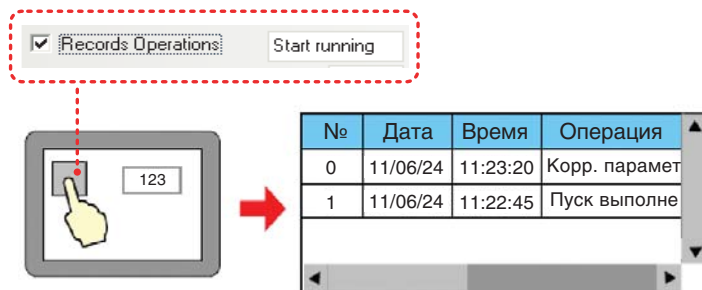 Records Operations Start running
123
№ Дата Время Операция
0 11/06/24 11:23:20 Корр. парамет
1 11/06/24 11:22:45 Пуск выполне